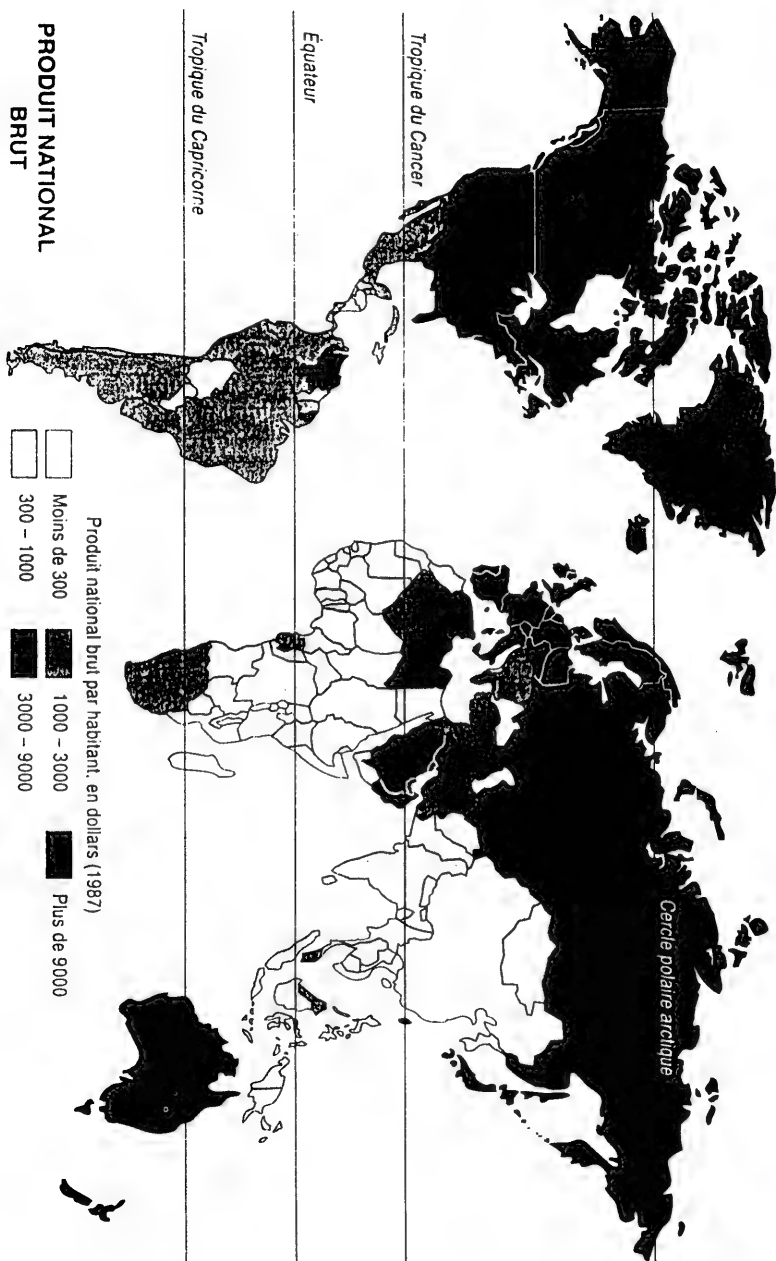 Cercle polaire arctique
Tropique du Cancer
Équateur
Tropique du Capricorne
PRODUIT NATIONAL
BRUT
Produit national brut par habitant, en dollars (1987)
Moins de 300
1000 – 3000
Plus de 9000
300 – 1000
3000 – 9000